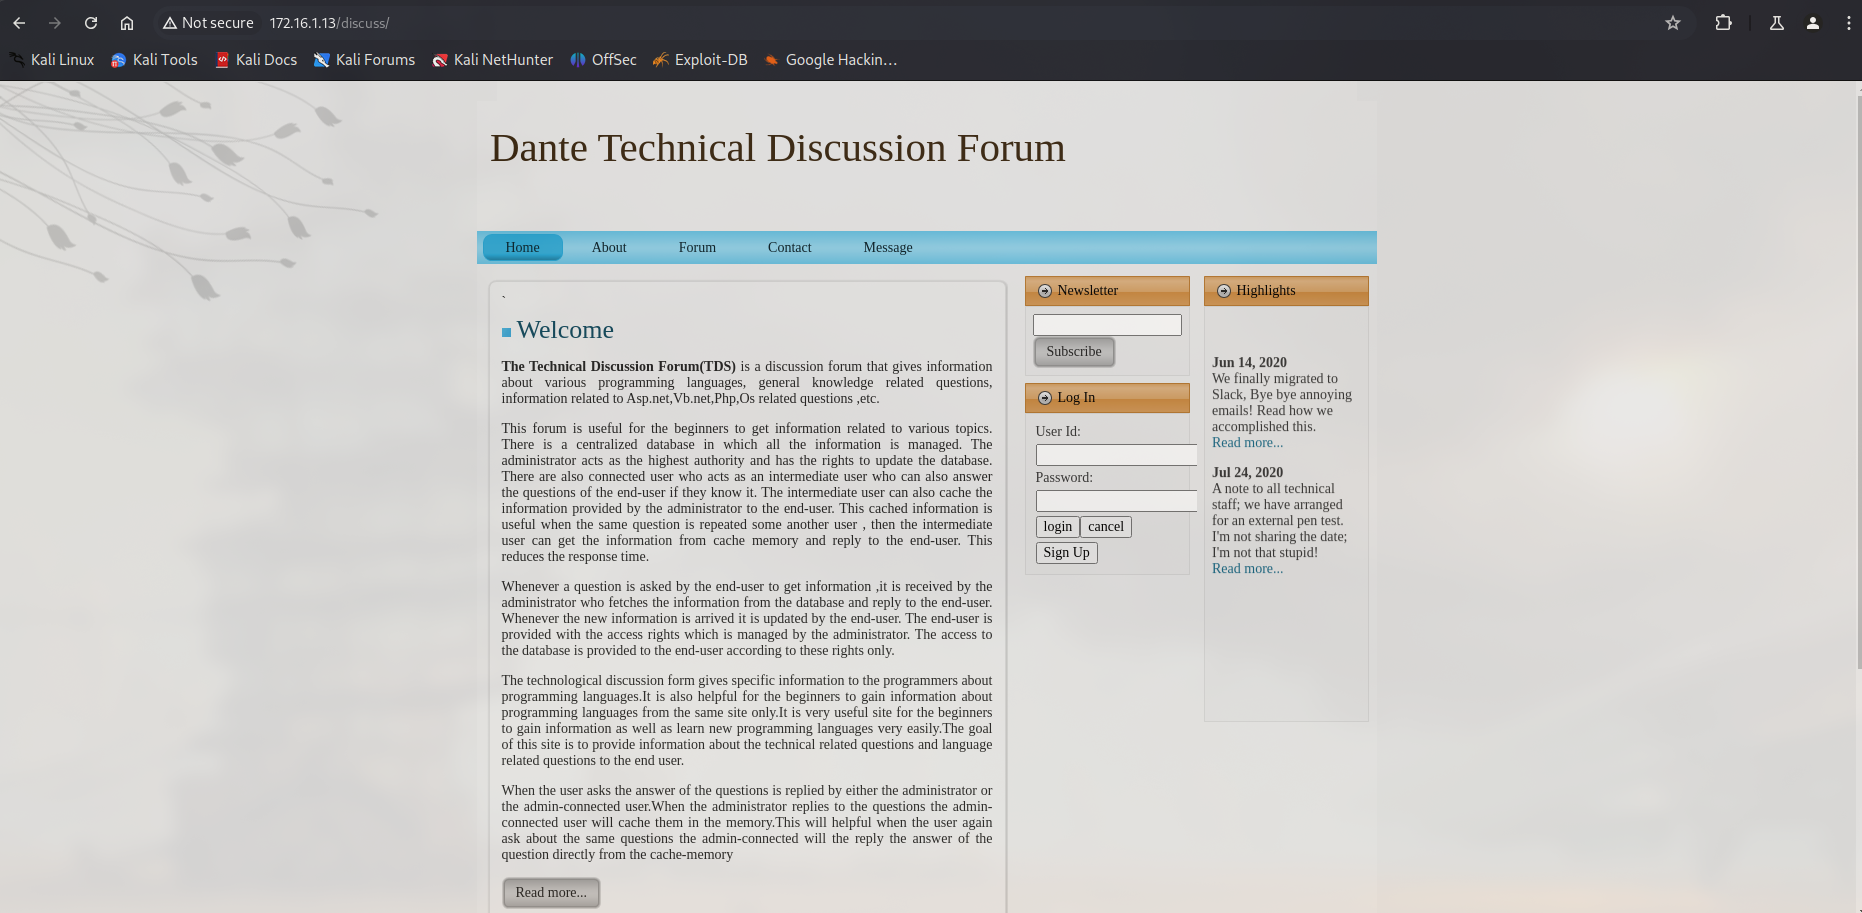 Not secure 172.16.1.13/discuss/
Kali Linux Kali Tools Kali Docs Kali Forums Kali NetHunter OffSec Exploit-DB Google Hackin...
Dante Technical Discussion Forum
Home About Forum Contact Message
`
Welcome
The Technical Discussion Forum(TDS) is a discussion forum that gives information
about various programming languages, general knowledge related questions,
information related to Asp.net,Vb.net,Php,Os related questions ,etc.
This forum is useful for the beginners to get information related to various topics.
There is a centralized database in which all the information is managed. The
administrator acts as the highest authority and has the rights to update the database.
There are also connected user who acts as an intermediate user who can also answer
the questions of the end-user if they know it. The intermediate user can also cache the
information provided by the administrator to the end-user. This cached information is
useful when the same question is repeated some another user , then the intermediate
user can get the information from cache memory and reply to the end-user. This
reduces the response time.
Whenever a question is asked by the end-user to get information ,it is received by the
administrator who fetches the information from the database and reply to the end-user.
Whenever the new information is arrived it is updated by the end-user. The end-user is
provided with the access rights which is managed by the administrator. The access to
the database is provided to the end-user according to these rights only.
The technological discussion form gives specific information to the programmers about
programming languages.It is also helpful for the beginners to gain information about
programming languages from the same site only.It is very useful site for the beginners
to gain information as well as learn new programming languages very easily.The goal
of this site is to provide information about the technical related questions and language
related questions to the end user.
When the user asks the answer of the questions is replied by either the administrator or
the admin-connected user.When the administrator replies to the questions the admin-
connected user will cache them in the memory.This will helpful when the user again
ask about the same questions the admin-connected will the reply the answer of the
question directly from the cache-memory
Read more...
Newsletter
Subscribe
Log In
User Id:
Password:
login cancel
Sign Up
Highlights
Jun 14, 2020
We finally migrated to
Slack, Bye bye annoying
emails! Read how we
accomplished this.
Read more...
Jul 24, 2020
A note to all technical
staff; we have arranged
for an external pen test.
I'm not sharing the date;
I'm not that stupid!
Read more...